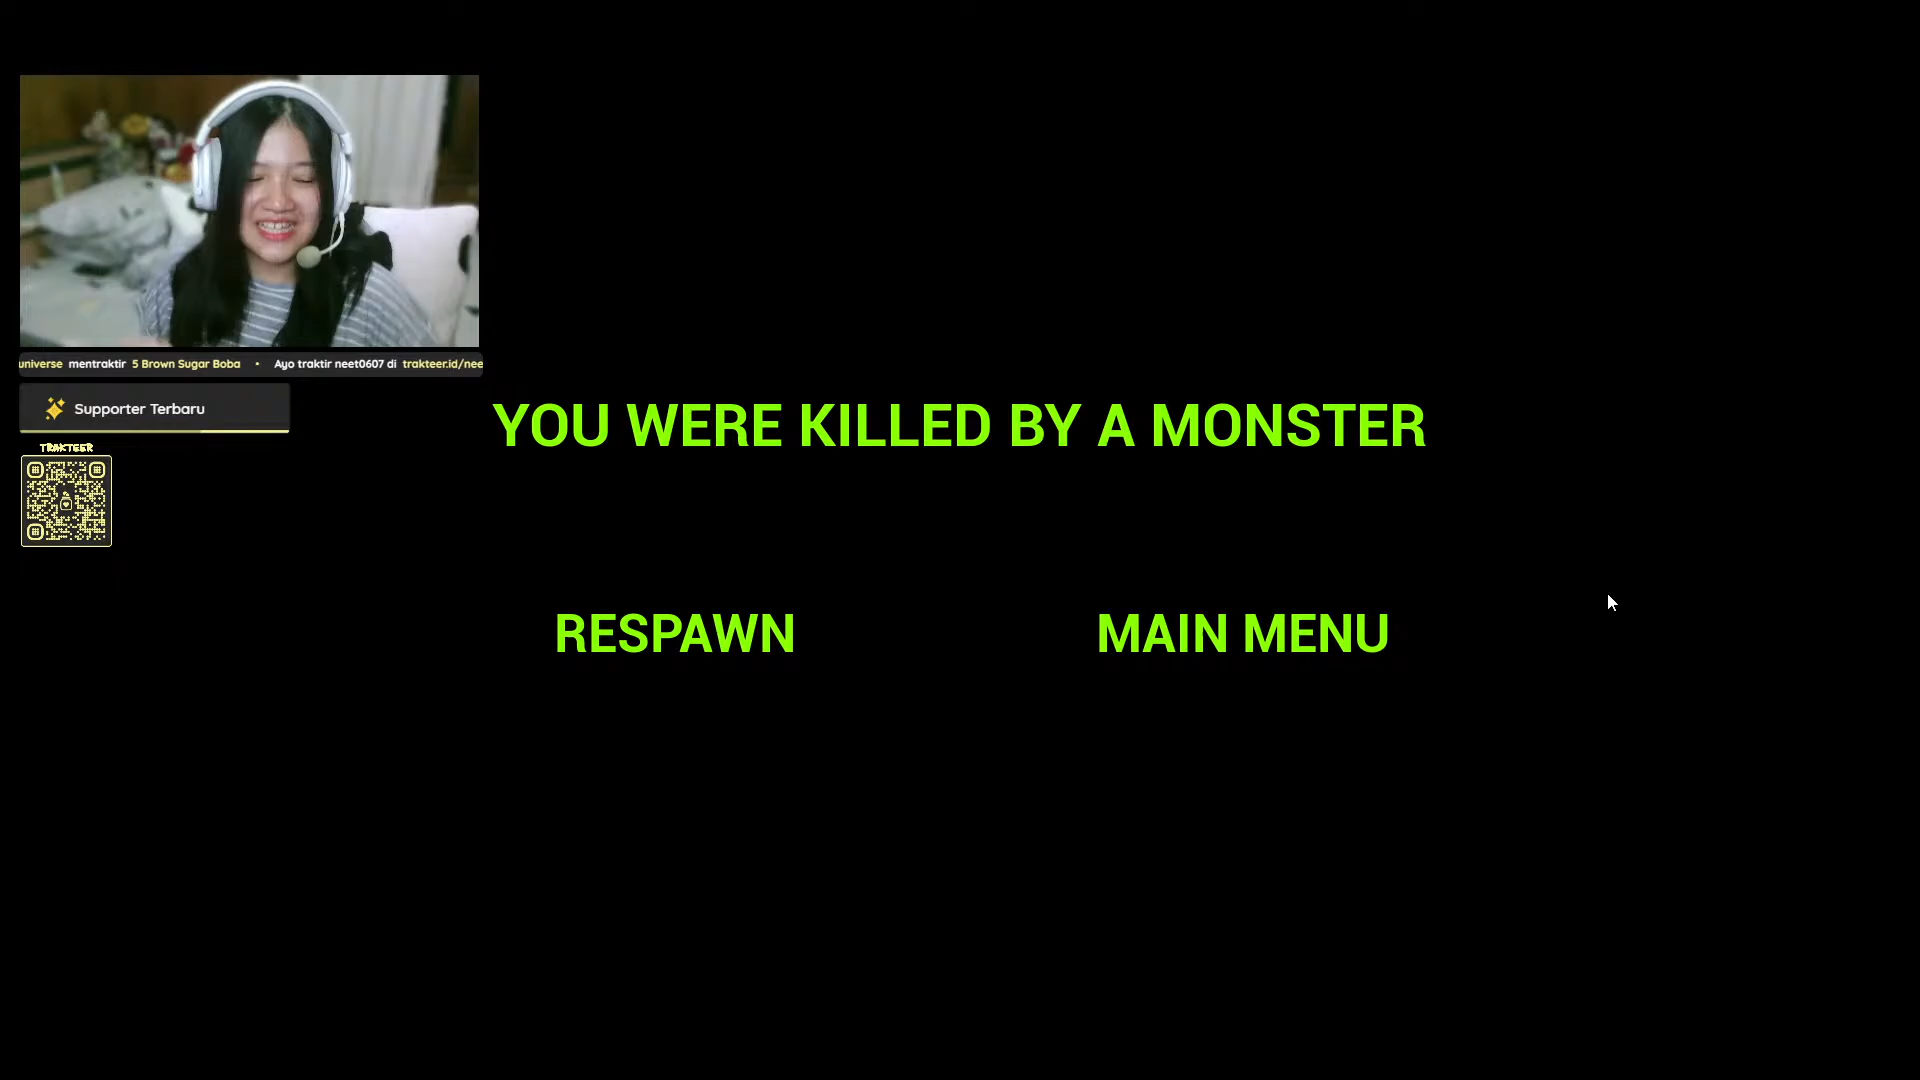 universe mentraktir 5 Brown Sugar Boba • Ayo traktir neet0607 di trakteer.id/nee
Supporter Terbaru
TRAKTEER
YOU WERE KILLED BY A MONSTER
RESPAWN MAIN MENU